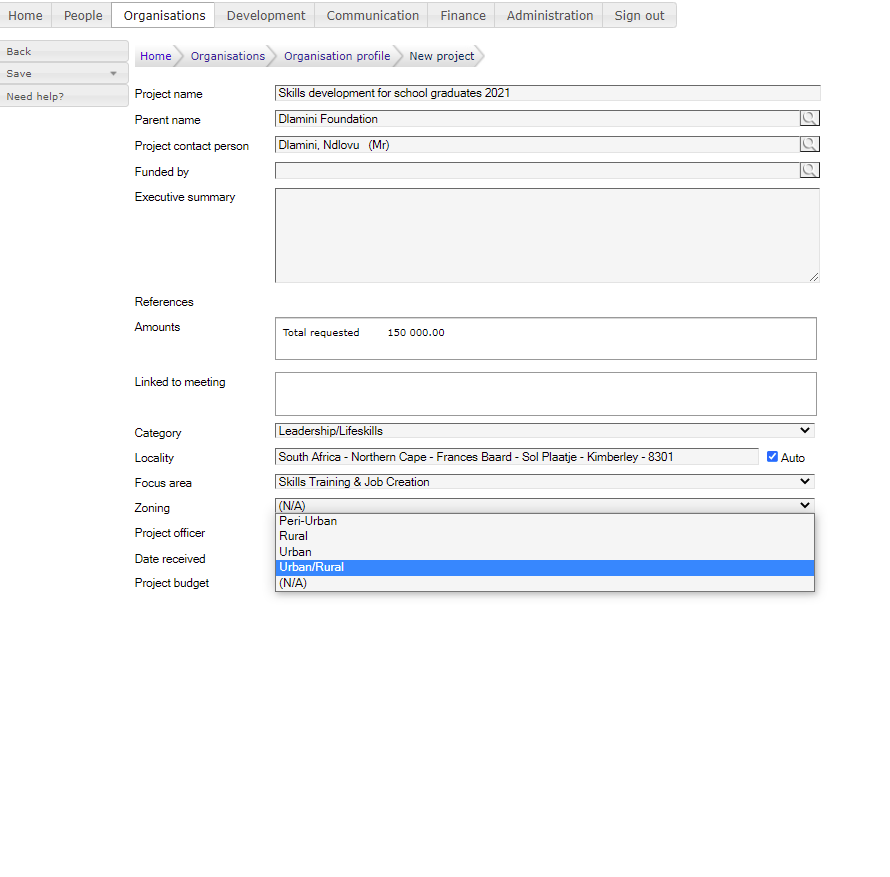 Home People Organisations Development Communication Finance Administration Sign out
Back
Save
Need help?
Home Organisations Organisation profile New project
Project name Skills development for school graduates 2021
Parent name Dlamini Foundation
Project contact person Dlamini, Ndlovu (Mr)
Funded by
Executive summary
References
Amounts Total requested 150 000.00
Linked to meeting
Category Leadership/Lifeskills
Locality South Africa - Northern Cape - Frances Baard - Sol Plaatje - Kimberley - 8301 Auto
Focus area Skills Training & Job Creation
Zoning (N/A)
Peri-Urban
Project officer Rural
Urban
Date received Urban/Rural
Project budget (N/A)